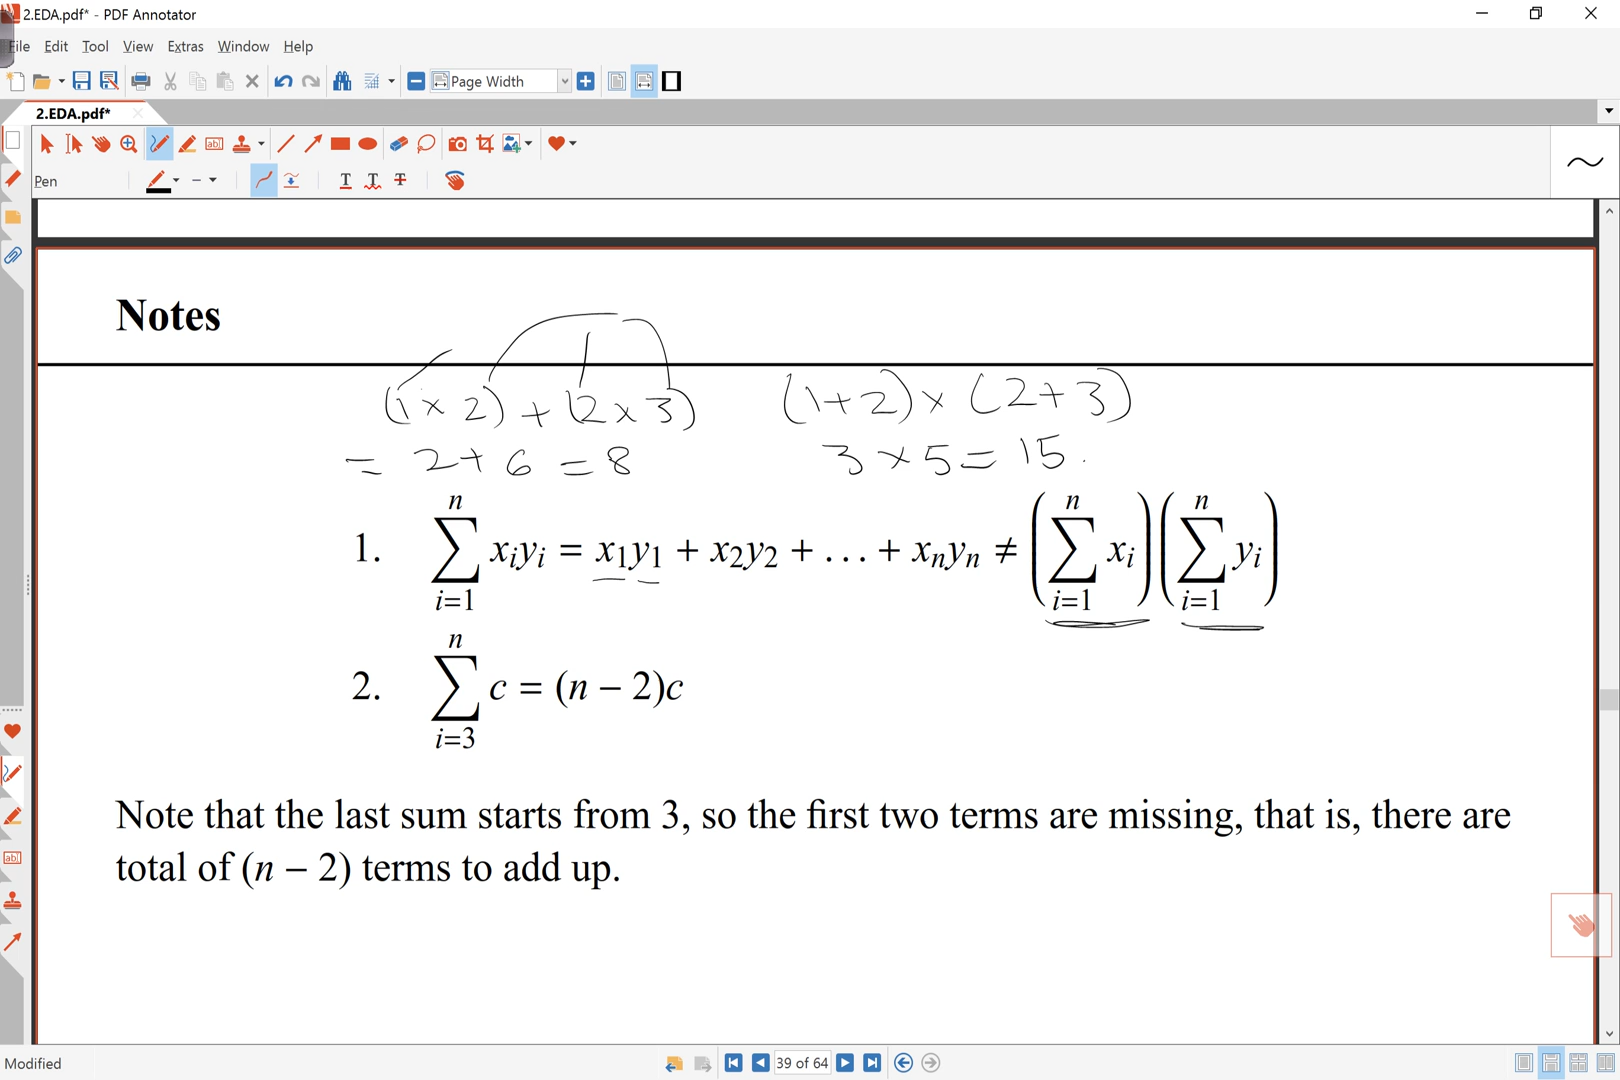 2.EDA.pdf* - PDF Annotator
File Edit Tool View Extras Window Help
Page Width
2.EDA.pdf*
Pen
Notes
(1 × 2) + (2 × 3) (1+2) × (2+3)
= 2+ 6 = 8 3 × 5 = 15.
1. ∑_{i=1}^{n} x_i y_i = x_1 y_1 + x_2 y_2 + ... + x_n y_n ≠ (∑_{i=1}^{n} x_i)(∑_{i=1}^{n} y_i)
2. ∑_{i=3}^{n} c = (n − 2)c
Note that the last sum starts from 3, so the first two terms are missing, that is, there are
total of (n − 2) terms to add up.
Modified 39 of 64